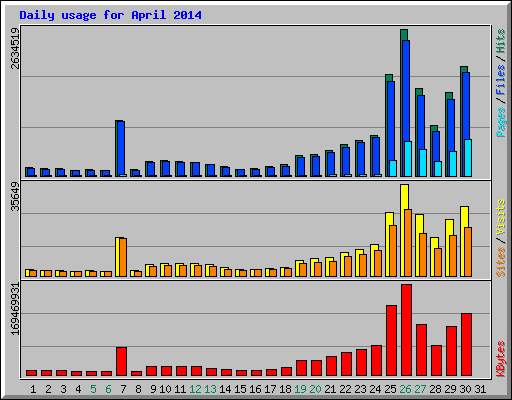 Daily usage for April 2014
2634519
Pages / Files / Hits
35649
Sites / Visits
169469931
KBytes
1 2 3 4 5 6 7 8 9 10 11 12 13 14 15 16 17 18 19 20 21 22 23 24 25 26 27 28 29 30 31